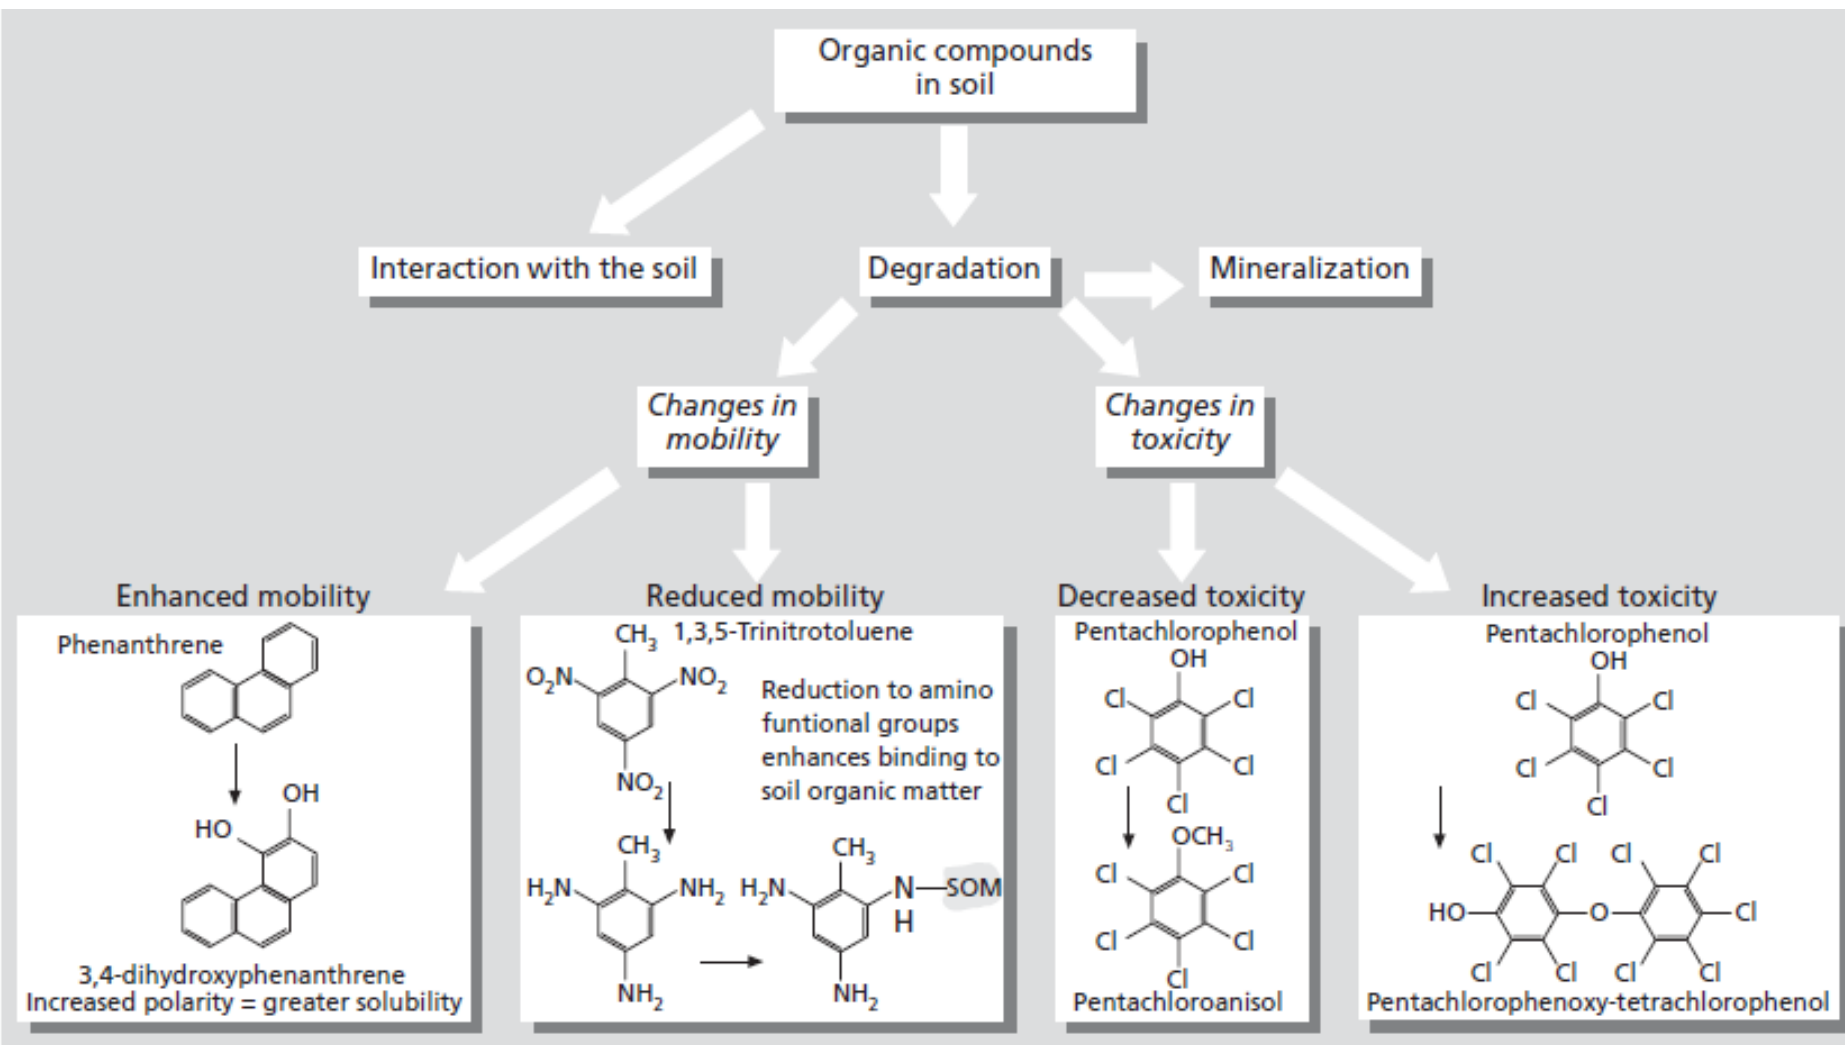 Organic compounds
in soil
Interaction with the soil
Degradation
Mineralization
Changes in
mobility
Changes in
toxicity
Enhanced mobility
Phenanthrene
OH
HO
3,4-dihydroxyphenanthrene
Increased polarity = greater solubility
Reduced mobility
CH₃ 1,3,5-Trinitrotoluene
O₂N NO₂
Reduction to amino
funtional groups
enhances binding to
soil organic matter
NO₂
CH₃
H₂N NH₂
NH₂
CH₃
H₂N N SOM
H
NH₂
Decreased toxicity
Pentachlorophenol
OH
Cl Cl
Cl Cl
Cl
OCH₃
Cl Cl
Cl Cl
Cl
Pentachloroanisol
Increased toxicity
Pentachlorophenol
OH
Cl Cl
Cl Cl
Cl
Cl Cl Cl Cl
HO O Cl
Cl Cl Cl Cl
Pentachlorophenoxy-tetrachlorophenol